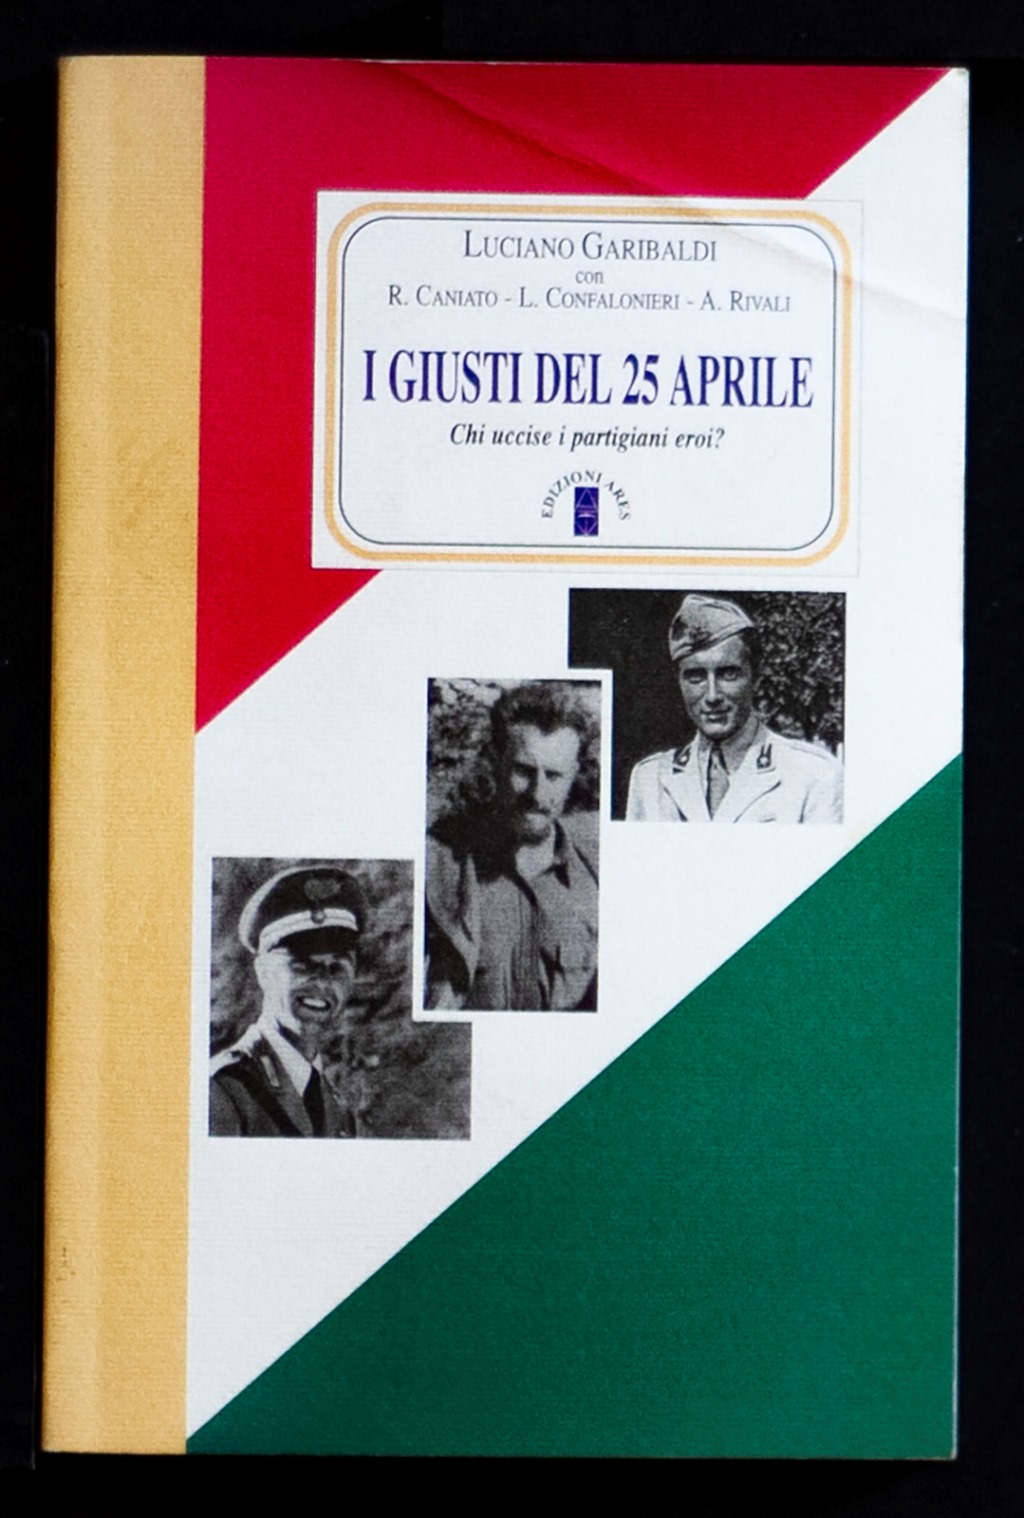 LUCIANO GARIBALDI
con
R. CANIATO - L. CONFALONIERI - A. RIVALI
I GIUSTI DEL 25 APRILE
Chi uccise i partigiani eroi?
EDIZIONI ARES